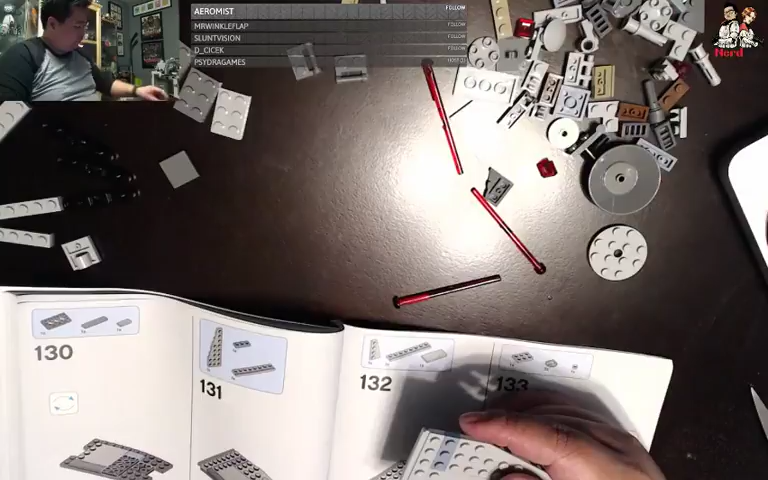 AEROMIST FOLLOW
MRWINKLEFLAP FOLLOW
SLUNTVISION FOLLOW
D_CICEK FOLLOW
PSYDRAGAMES
Nerd
130
131
132
133